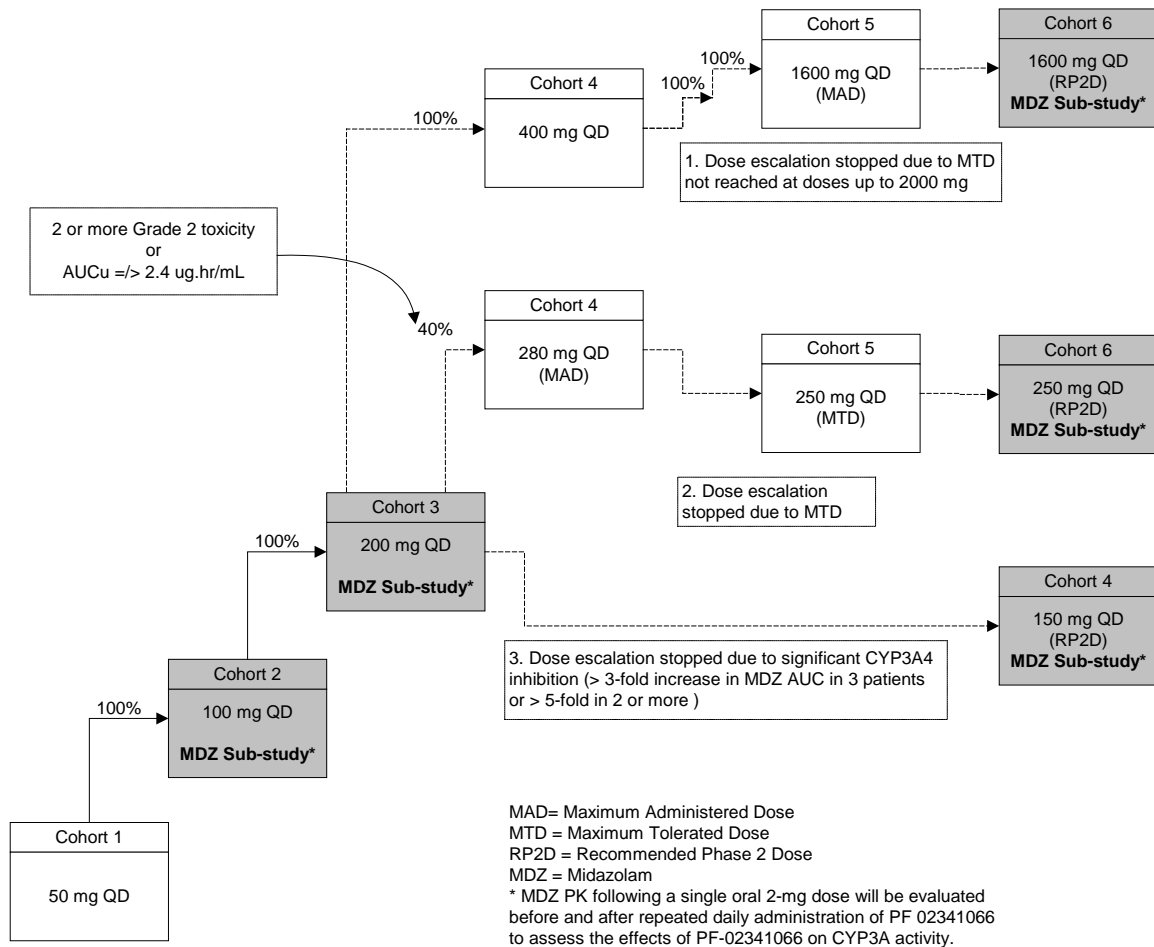 Cohort 6
1600 mg QD
(RP2D)
MDZ Sub-study*
Cohort 5
1600 mg QD
(MAD)
100%
100%
Cohort 4
400 mg QD
100%
1. Dose escalation stopped due to MTD
not reached at doses up to 2000 mg
2 or more Grade 2 toxicity
or
AUCu =/> 2.4 ug.hr/mL
40%
Cohort 4
280 mg QD
(MAD)
Cohort 5
250 mg QD
(MTD)
Cohort 6
250 mg QD
(RP2D)
MDZ Sub-study*
2. Dose escalation
stopped due to MTD
Cohort 3
200 mg QD
MDZ Sub-study*
100%
Cohort 4
150 mg QD
(RP2D)
MDZ Sub-study*
3. Dose escalation stopped due to significant CYP3A4
inhibition (> 3-fold increase in MDZ AUC in 3 patients
or > 5-fold in 2 or more )
Cohort 2
100 mg QD
MDZ Sub-study*
100%
Cohort 1
50 mg QD
MAD= Maximum Administered Dose
MTD = Maximum Tolerated Dose
RP2D = Recommended Phase 2 Dose
MDZ = Midazolam
* MDZ PK following a single oral 2-mg dose will be evaluated
before and after repeated daily administration of PF 02341066
to assess the effects of PF-02341066 on CYP3A activity.